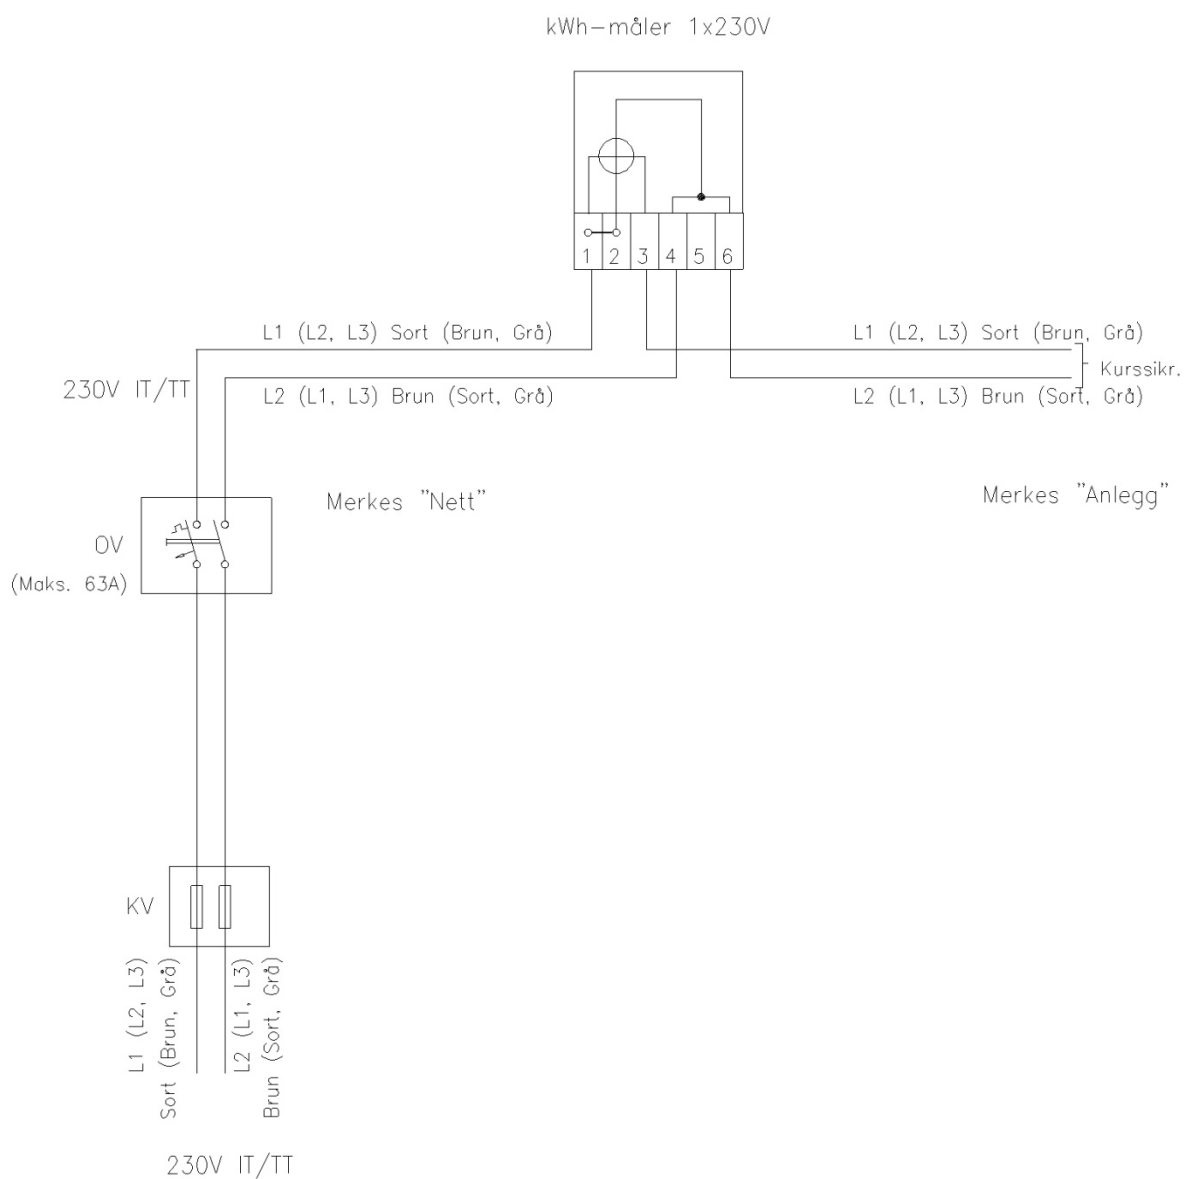 kWh-måler 1x230V
1 2 3 4 5 6
L1 (L2, L3) Sort (Brun, Grå)
L1 (L2, L3) Sort (Brun, Grå)
Kurssikr.
230V IT/TT
L2 (L1, L3) Brun (Sort, Grå)
L2 (L1, L3) Brun (Sort, Grå)
Merkes "Nett"
Merkes "Anlegg"
OV
(Maks. 63A)
KV
L1 (L2, L3)
Sort (Brun, Grå)
L2 (L1, L3)
Brun (Sort, Grå)
230V IT/TT